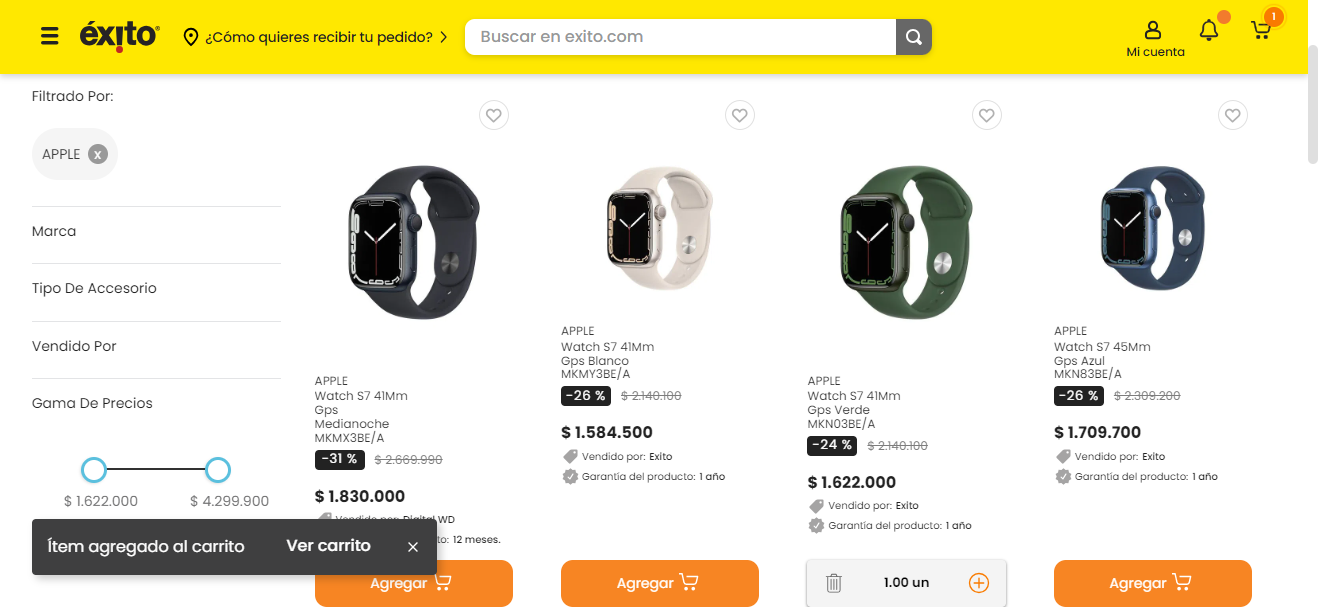 éxito
¿Cómo quieres recibir tu pedido?
Buscar en exito.com
Mi cuenta
1
Filtrado Por:
APPLE x
Marca
Tipo De Accesorio
Vendido Por
Gama De Precios
$ 1.622.000 $ 4.299.900
APPLE
Watch S7 41Mm
Gps
Medianoche
MKMX3BE/A
-31 % $ 2.669.990
$ 1.830.000
Vendido por: Digital WD
to: 12 meses.
Agregar
APPLE
Watch S7 41Mm
Gps Blanco
MKMY3BE/A
-26 % $ 2.140.100
$ 1.584.500
Vendido por: Exito
Garantía del producto: 1 año
Agregar
APPLE
Watch S7 41Mm
Gps Verde
MKN03BE/A
-24 % $ 2.140.100
$ 1.622.000
Vendido por: Exito
Garantía del producto: 1 año
1.00 un
APPLE
Watch S7 45Mm
Gps Azul
MKN83BE/A
-26 % $ 2.309.200
$ 1.709.700
Vendido por: Exito
Garantía del producto: 1 año
Agregar
Ítem agregado al carrito Ver carrito ×